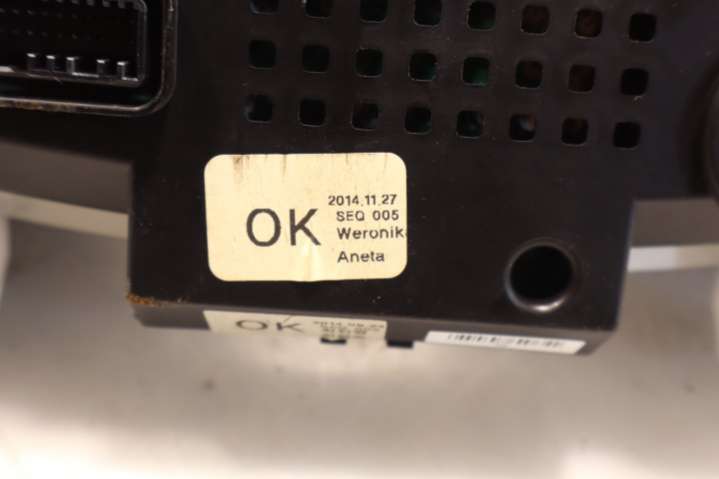 2014.11.27
SEQ 005
OK
Weronik
Aneta
OK